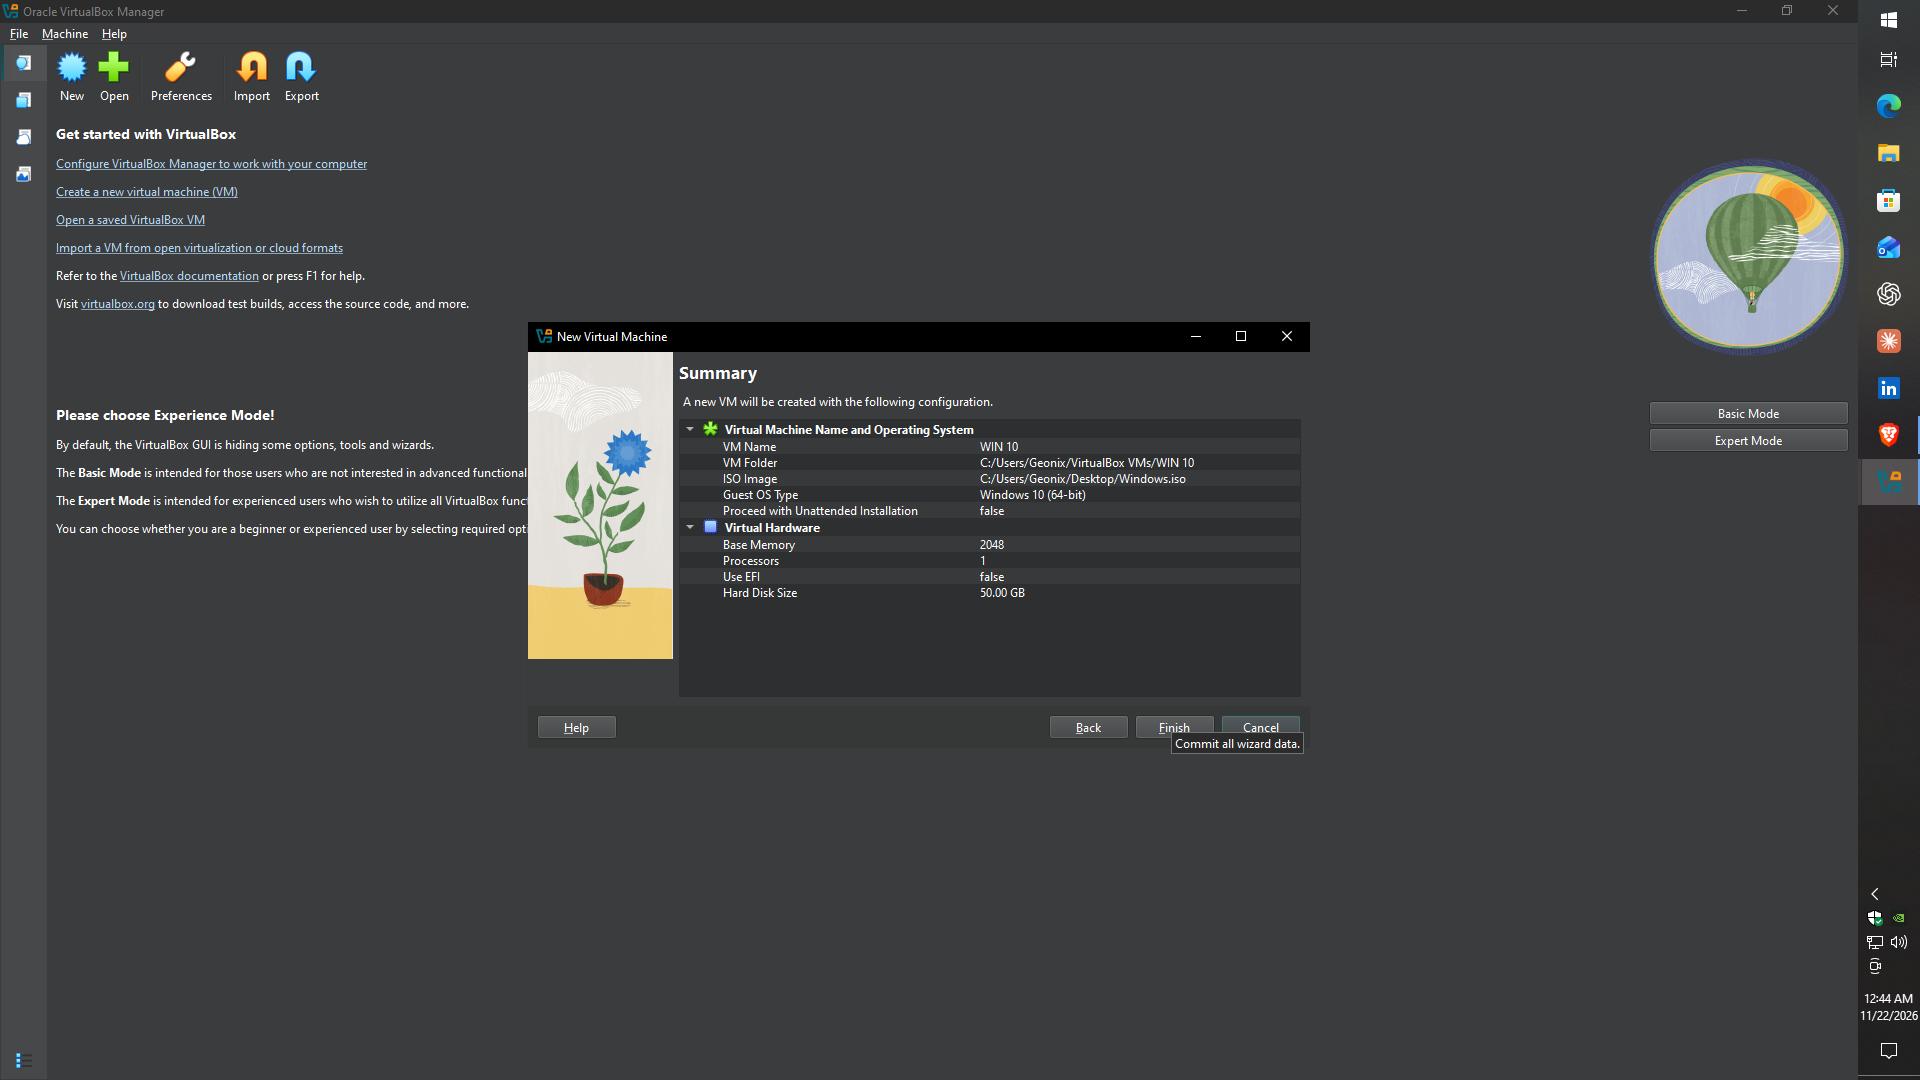 Oracle VirtualBox Manager
File Machine Help
New Open Preferences Import Export
Get started with VirtualBox
Configure VirtualBox Manager to work with your computer
Create a new virtual machine (VM)
Open a saved VirtualBox VM
Import a VM from open virtualization or cloud formats
Refer to the VirtualBox documentation or press F1 for help.
Visit virtualbox.org to download test builds, access the source code, and more.
Please choose Experience Mode!
By default, the VirtualBox GUI is hiding some options, tools and wizards.
The Basic Mode is intended for those users who are not interested in advanced functional
The Expert Mode is intended for experienced users who wish to utilize all VirtualBox func
You can choose whether you are a beginner or experienced user by selecting required opti
Basic Mode
Expert Mode
New Virtual Machine
Summary
A new VM will be created with the following configuration.
Virtual Machine Name and Operating System
VM Name WIN 10
VM Folder C:/Users/Geonix/VirtualBox VMs/WIN 10
ISO Image C:/Users/Geonix/Desktop/Windows.iso
Guest OS Type Windows 10 (64-bit)
Proceed with Unattended Installation false
Virtual Hardware
Base Memory 2048
Processors 1
Use EFI false
Hard Disk Size 50.00 GB
Help Back Finish Cancel
Commit all wizard data.
12:44 AM
11/22/2026